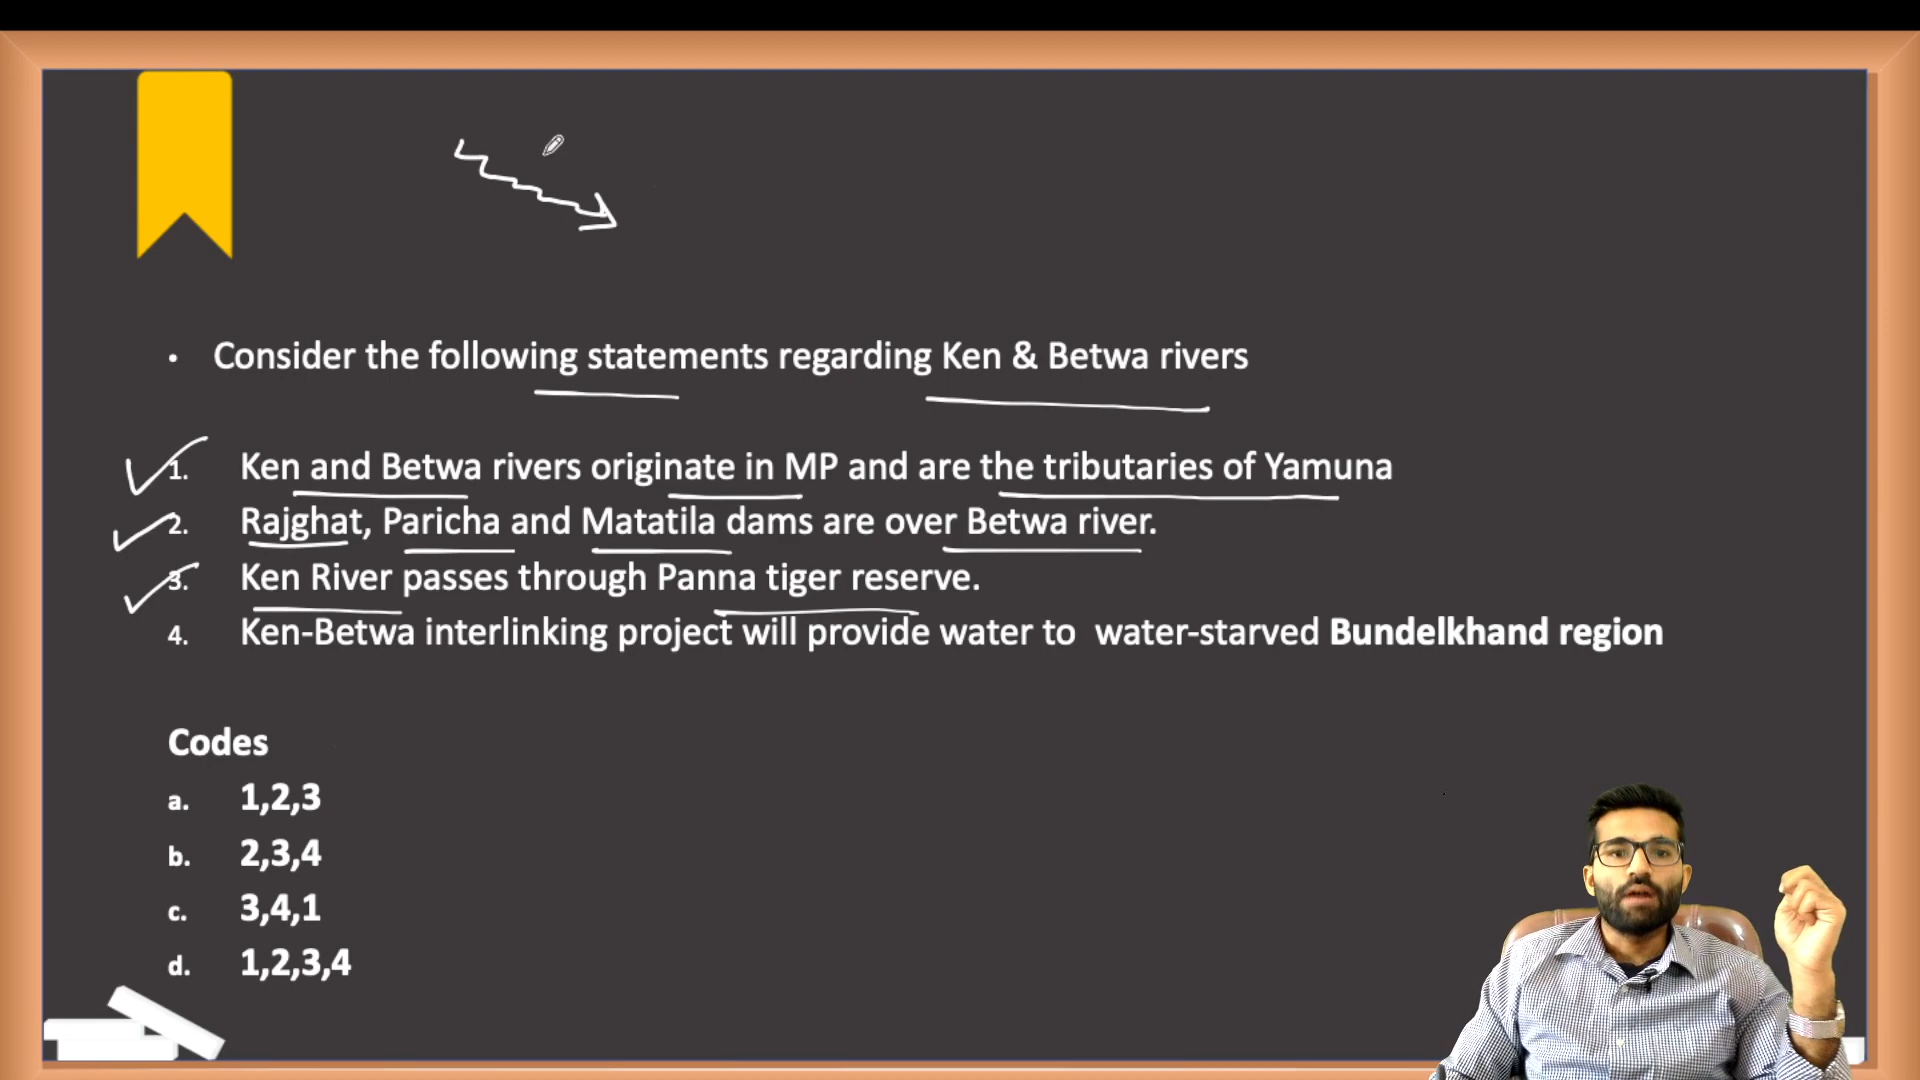 • Consider the following statements regarding Ken & Betwa rivers
1. Ken and Betwa rivers originate in MP and are the tributaries of Yamuna
2. Rajghat, Paricha and Matatila dams are over Betwa river.
3. Ken River passes through Panna tiger reserve.
4. Ken-Betwa interlinking project will provide water to water-starved Bundelkhand region
Codes
a. 1,2,3
b. 2,3,4
c. 3,4,1
d. 1,2,3,4